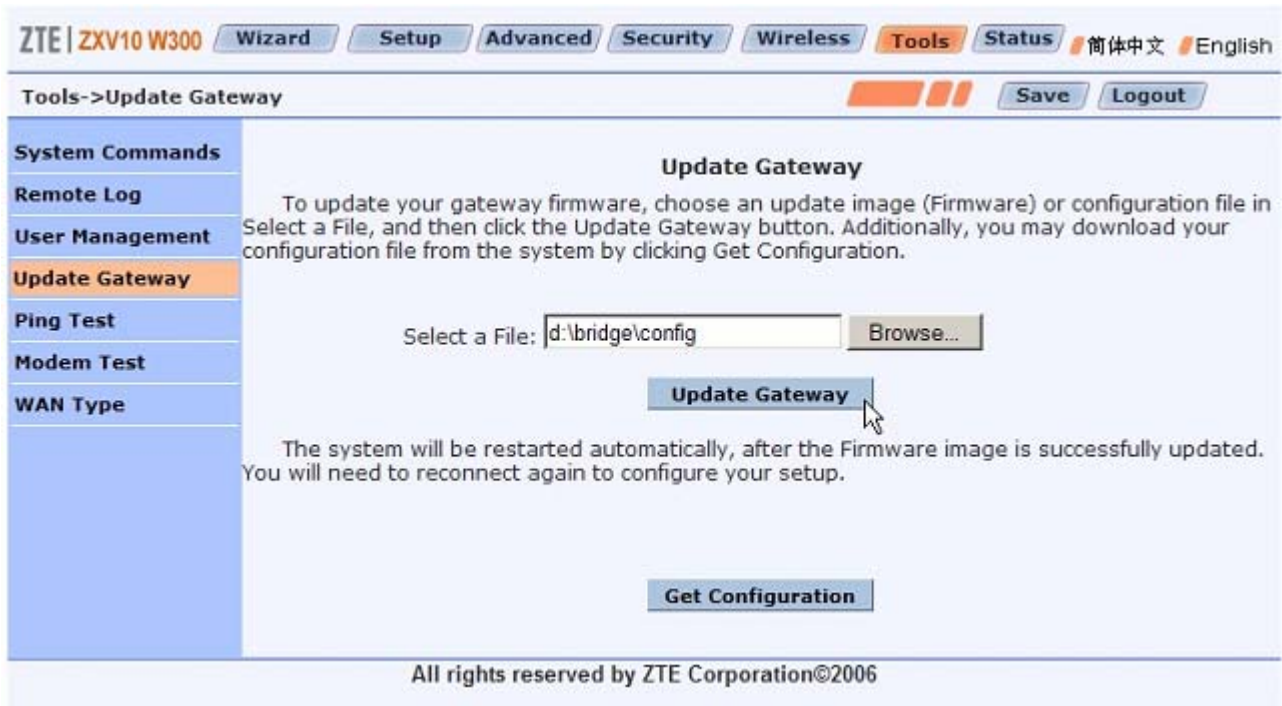 ZTE | ZXV10 W300 Wizard Setup Advanced Security Wireless Tools Status 简体中文 English
Tools->Update Gateway Save Logout
System Commands
Remote Log
User Management
Update Gateway
Ping Test
Modem Test
WAN Type
Update Gateway
To update your gateway firmware, choose an update image (Firmware) or configuration file in
Select a File, and then click the Update Gateway button. Additionally, you may download your
configuration file from the system by clicking Get Configuration.
Select a File: d:\bridge\config Browse...
Update Gateway
The system will be restarted automatically, after the Firmware image is successfully updated.
You will need to reconnect again to configure your setup.
Get Configuration
All rights reserved by ZTE Corporation©2006